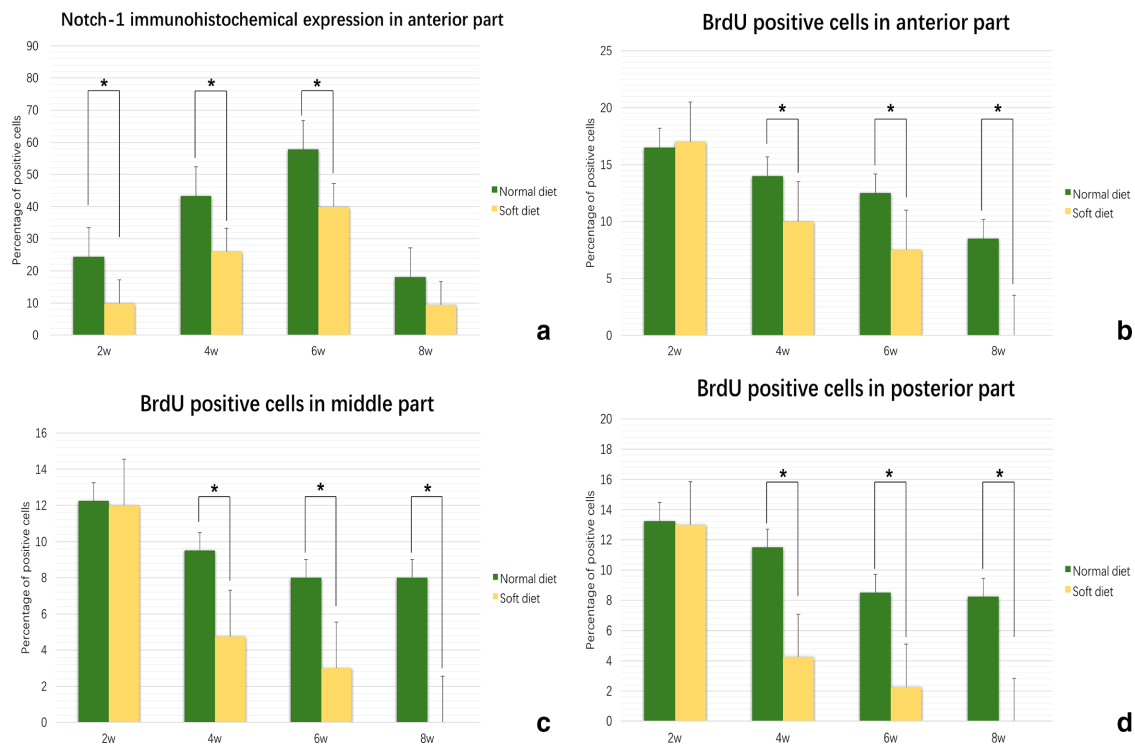 Notch-1 immunohistochemical expression in anterior part
Percentage of positive cells
90
80
70
60
50
40
30
20
10
0
* * *
2w 4w 6w 8w
Normal diet
Soft diet
a
BrdU positive cells in anterior part
Percentage of positive cells
25
20
15
10
5
0
* * *
2w 4w 6w 8w
Normal diet
Soft diet
b
BrdU positive cells in middle part
Percentage of positive cells
16
14
12
10
8
6
4
2
0
* * *
2w 4w 6w 8w
Normal diet
Soft diet
c
BrdU positive cells in posterior part
Percentage of positive cells
20
18
16
14
12
10
8
6
4
2
0
* * *
2w 4w 6w 8w
Normal diet
Soft diet
d